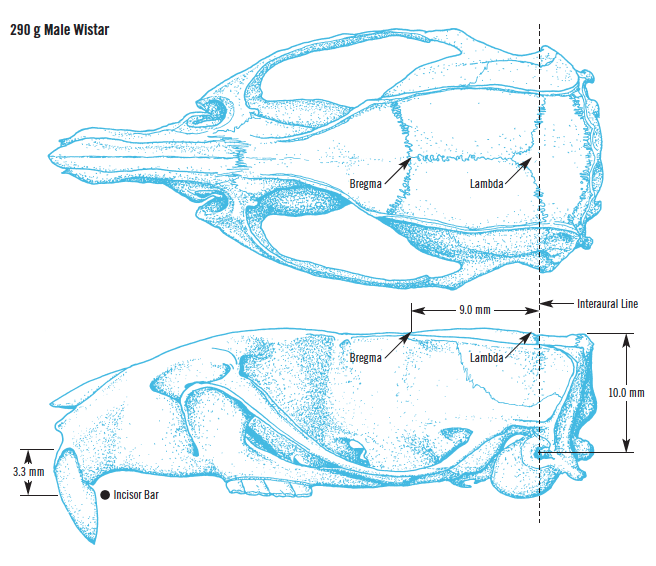 290 g Male Wistar
Bregma
Lambda
9.0 mm
Interaural Line
Bregma
Lambda
10.0 mm
3.3 mm
Incisor Bar